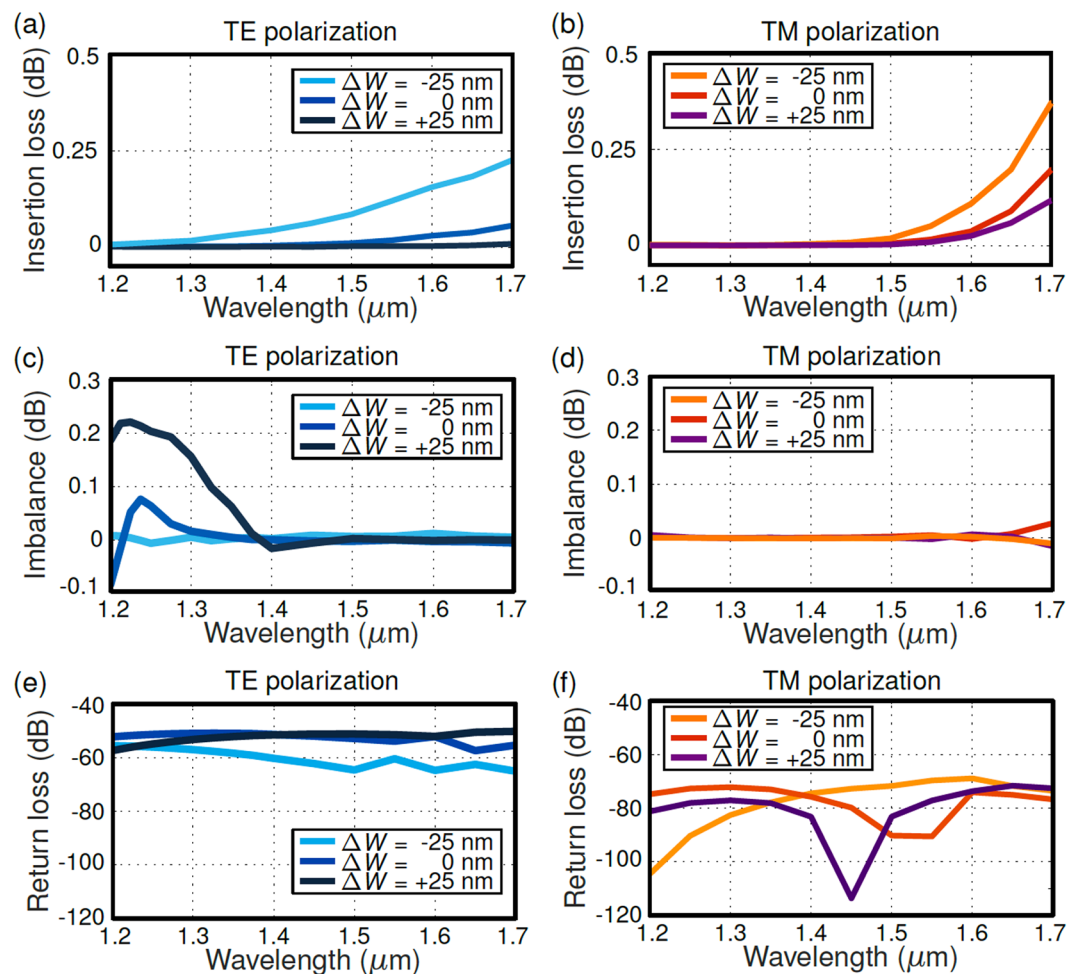 (a)
TE polarization
Insertion loss (dB)
0.5
0.25
0
ΔW = -25 nm
ΔW = 0 nm
ΔW = +25 nm
1.2 1.3 1.4 1.5 1.6 1.7
Wavelength (μm)
(b)
TM polarization
Insertion loss (dB)
0.5
0.25
0
ΔW = -25 nm
ΔW = 0 nm
ΔW = +25 nm
1.2 1.3 1.4 1.5 1.6 1.7
Wavelength (μm)
(c)
TE polarization
Imbalance (dB)
0.3
0.2
0.1
0
-0.1
ΔW = -25 nm
ΔW = 0 nm
ΔW = +25 nm
1.2 1.3 1.4 1.5 1.6 1.7
Wavelength (μm)
(d)
TM polarization
Imbalance (dB)
0.3
0.2
0.1
0
-0.1
ΔW = -25 nm
ΔW = 0 nm
ΔW = +25 nm
1.2 1.3 1.4 1.5 1.6 1.7
Wavelength (μm)
(e)
TE polarization
Return loss (dB)
-40
-60
-80
-100
-120
ΔW = -25 nm
ΔW = 0 nm
ΔW = +25 nm
1.2 1.3 1.4 1.5 1.6 1.7
Wavelength (μm)
(f)
TM polarization
Return loss (dB)
-40
-60
-80
-100
-120
ΔW = -25 nm
ΔW = 0 nm
ΔW = +25 nm
1.2 1.3 1.4 1.5 1.6 1.7
Wavelength (μm)